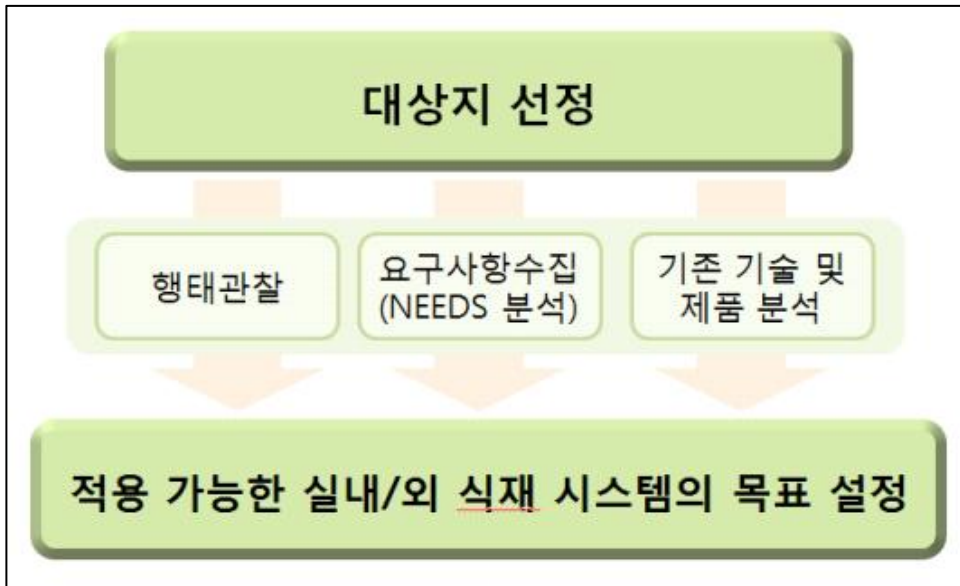 대상지 선정
행태관찰
요구사항수집
(NEEDS 분석)
기존 기술 및
제품 분석
적용 가능한 실내/외 식재 시스템의 목표 설정